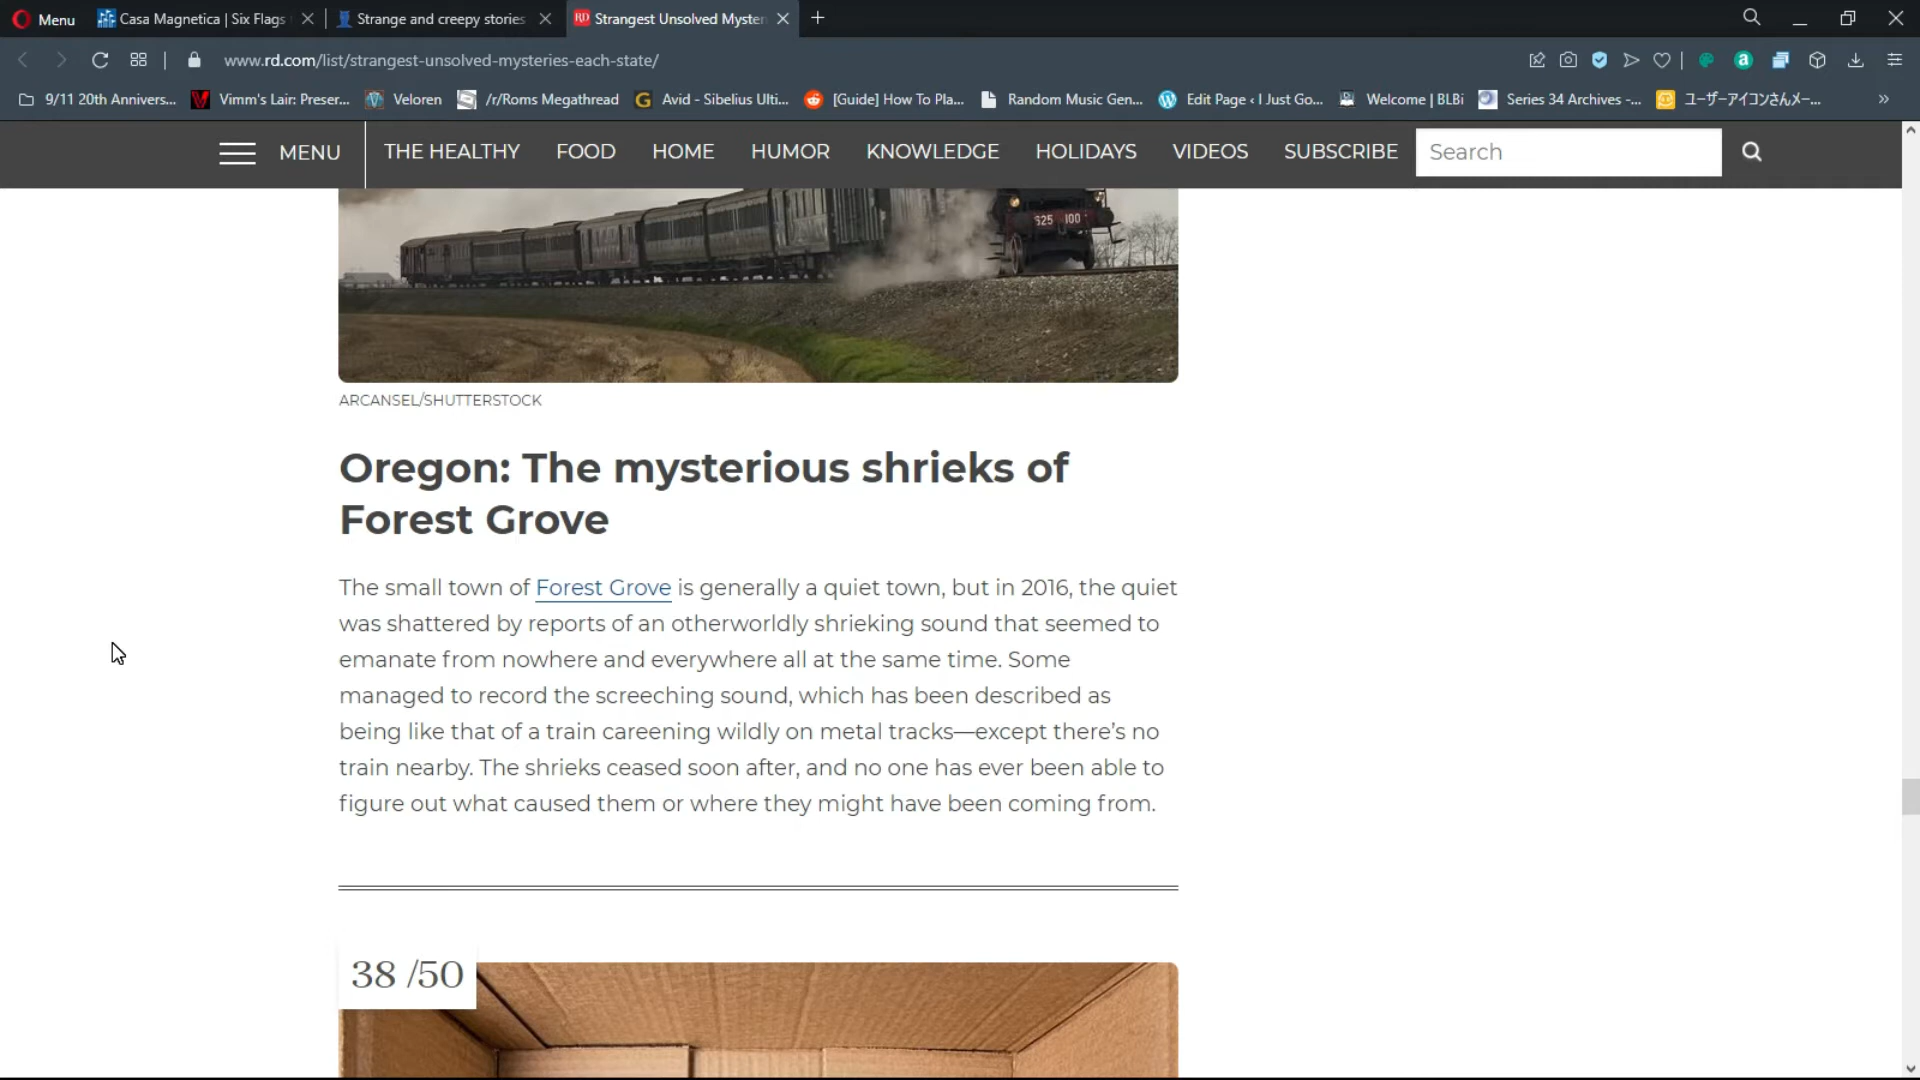 Menu
Casa Magnetica | Six Flags
Strange and creepy stories
RD Strangest Unsolved Myster
www.rd.com/list/strangest-unsolved-mysteries-each-state/
9/11 20th Annivers...
Vimm's Lair: Preser...
Veloren
/r/Roms Megathread
Avid - Sibelius Ulti...
[Guide] How To Pla...
Random Music Gen...
Edit Page ‹ I Just Go...
Welcome | BLBi
Series 34 Archives -...
ユーザーアイコンさんメー...
MENU
THE HEALTHY
FOOD
HOME
HUMOR
KNOWLEDGE
HOLIDAYS
VIDEOS
SUBSCRIBE
Search
625 100
ARCANSEL/SHUTTERSTOCK
Oregon: The mysterious shrieks of
Forest Grove
The small town of Forest Grove is generally a quiet town, but in 2016, the quiet
was shattered by reports of an otherworldly shrieking sound that seemed to
emanate from nowhere and everywhere all at the same time. Some
managed to record the screeching sound, which has been described as
being like that of a train careening wildly on metal tracks—except there's no
train nearby. The shrieks ceased soon after, and no one has ever been able to
figure out what caused them or where they might have been coming from.
38 /50